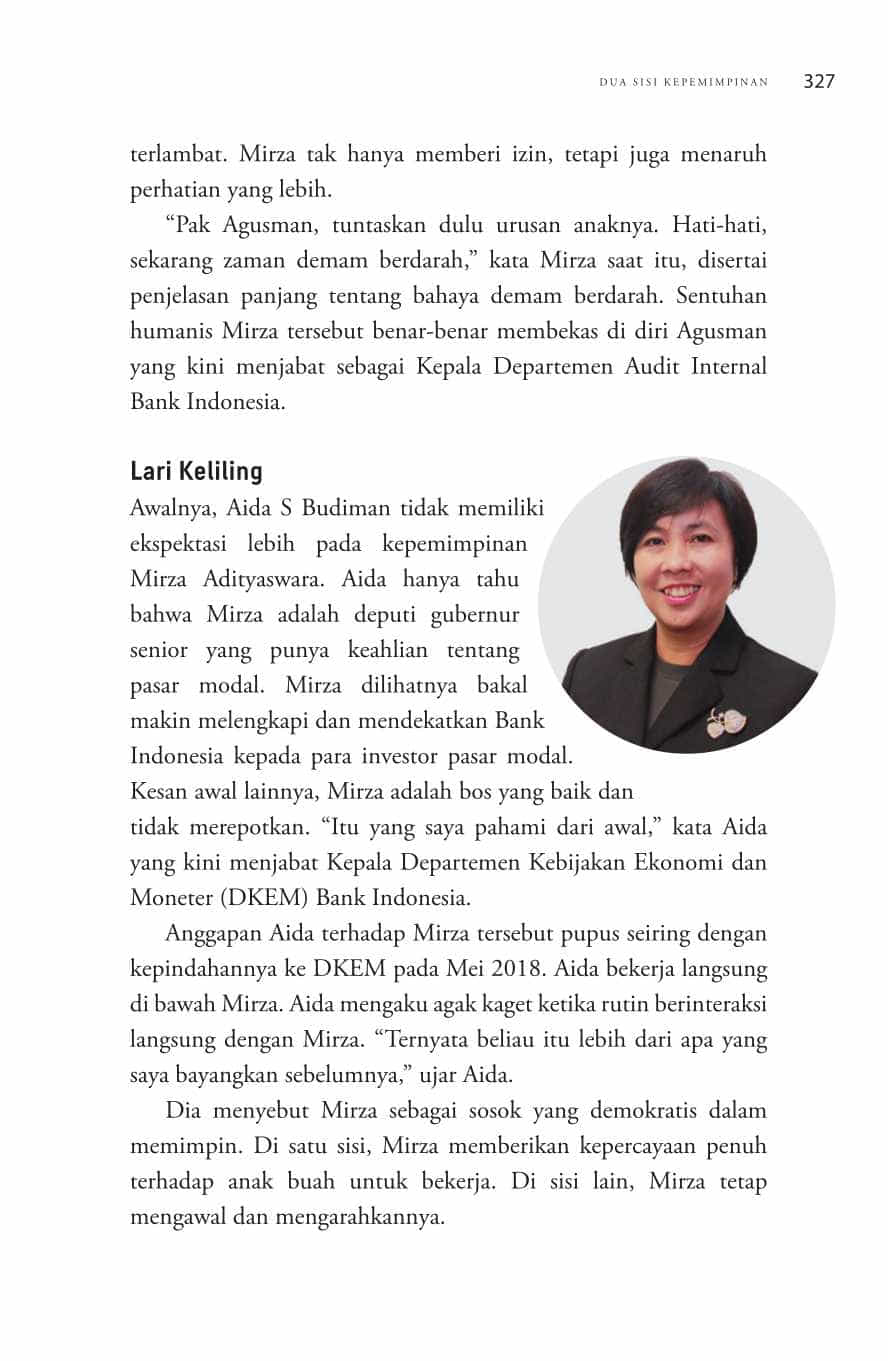 DUA SISI KEPEMIMPINAN 327
terlambat. Mirza tak hanya memberi izin, tetapi juga menaruh
perhatian yang lebih.
“Pak Agusman, tuntaskan dulu urusan anaknya. Hati-hati,
sekarang zaman demam berdarah,” kata Mirza saat itu, disertai
penjelasan panjang tentang bahaya demam berdarah. Sentuhan
humanis Mirza tersebut benar-benar membekas di diri Agusman
yang kini menjabat sebagai Kepala Departemen Audit Internal
Bank Indonesia.
Lari Keliling
Awalnya, Aida S Budiman tidak memiliki
ekspektasi lebih pada kepemimpinan
Mirza Adityaswara. Aida hanya tahu
bahwa Mirza adalah deputi gubernur
senior yang punya keahlian tentang
pasar modal. Mirza dilihatnya bakal
makin melengkapi dan mendekatkan Bank
Indonesia kepada para investor pasar modal.
Kesan awal lainnya, Mirza adalah bos yang baik dan
tidak merepotkan. “Itu yang saya pahami dari awal,” kata Aida
yang kini menjabat Kepala Departemen Kebijakan Ekonomi dan
Moneter (DKEM) Bank Indonesia.
Anggapan Aida terhadap Mirza tersebut pupus seiring dengan
kepindahannya ke DKEM pada Mei 2018. Aida bekerja langsung
di bawah Mirza. Aida mengaku agak kaget ketika rutin berinteraksi
langsung dengan Mirza. “Ternyata beliau itu lebih dari apa yang
saya bayangkan sebelumnya,” ujar Aida.
Dia menyebut Mirza sebagai sosok yang demokratis dalam
memimpin. Di satu sisi, Mirza memberikan kepercayaan penuh
terhadap anak buah untuk bekerja. Di sisi lain, Mirza tetap
mengawal dan mengarahkannya.